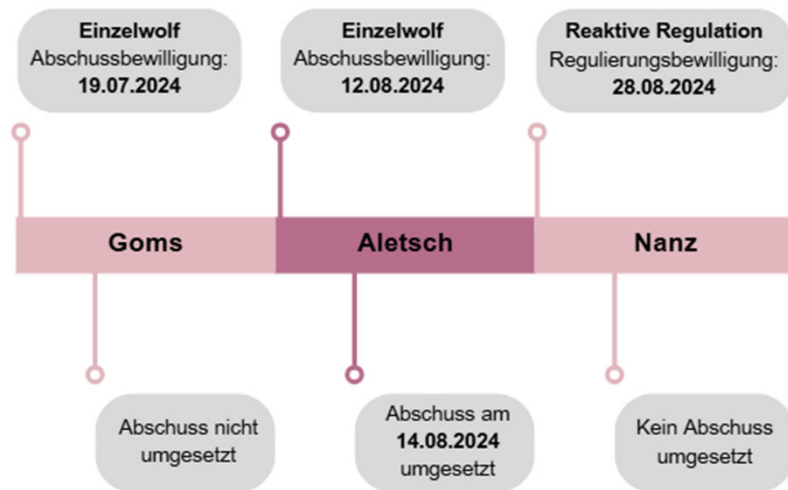 Einzelwolf
Abschussbewilligung:
19.07.2024
Einzelwolf
Abschussbewilligung:
12.08.2024
Reaktive Regulation
Regulierungsbewilligung:
28.08.2024
Goms
Aletsch
Nanz
Abschuss nicht
umgesetzt
Abschuss am
14.08.2024
umgesetzt
Kein Abschuss
umgesetzt